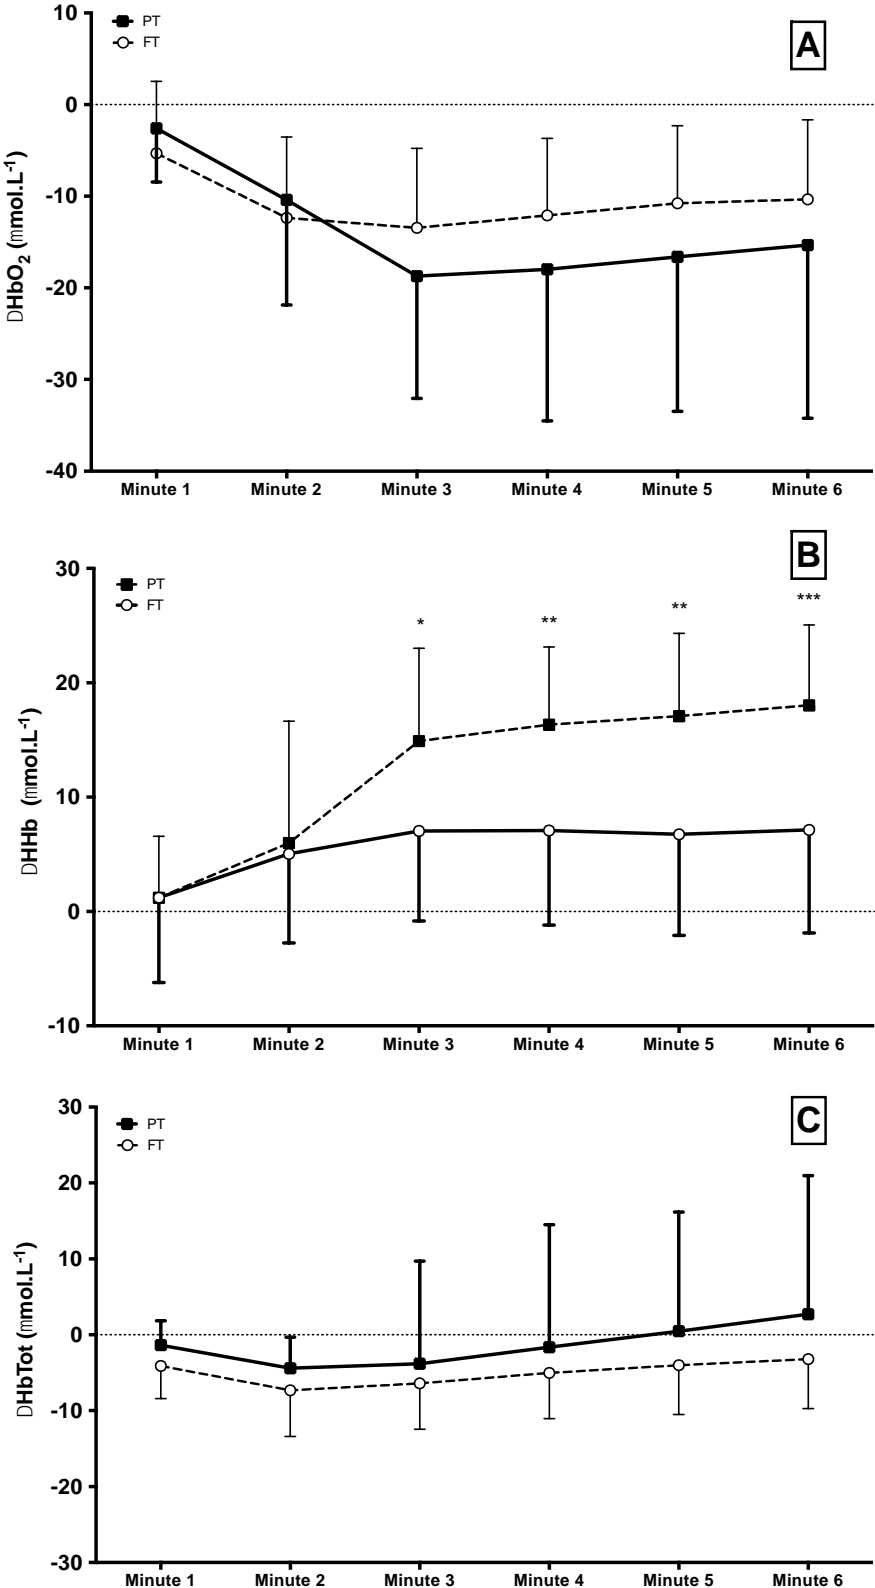 10
PT
FT
A
0
-10
-20
-30
-40
DHbO2 (mmol.L-1)
Minute 1 Minute 2 Minute 3 Minute 4 Minute 5 Minute 6
30
PT
FT
B
* ** ** ***
20
10
0
-10
DHHb (mmol.L-1)
Minute 1 Minute 2 Minute 3 Minute 4 Minute 5 Minute 6
30
PT
FT
C
20
10
0
-10
-20
-30
DHbTot (mmol.L-1)
Minute 1 Minute 2 Minute 3 Minute 4 Minute 5 Minute 6